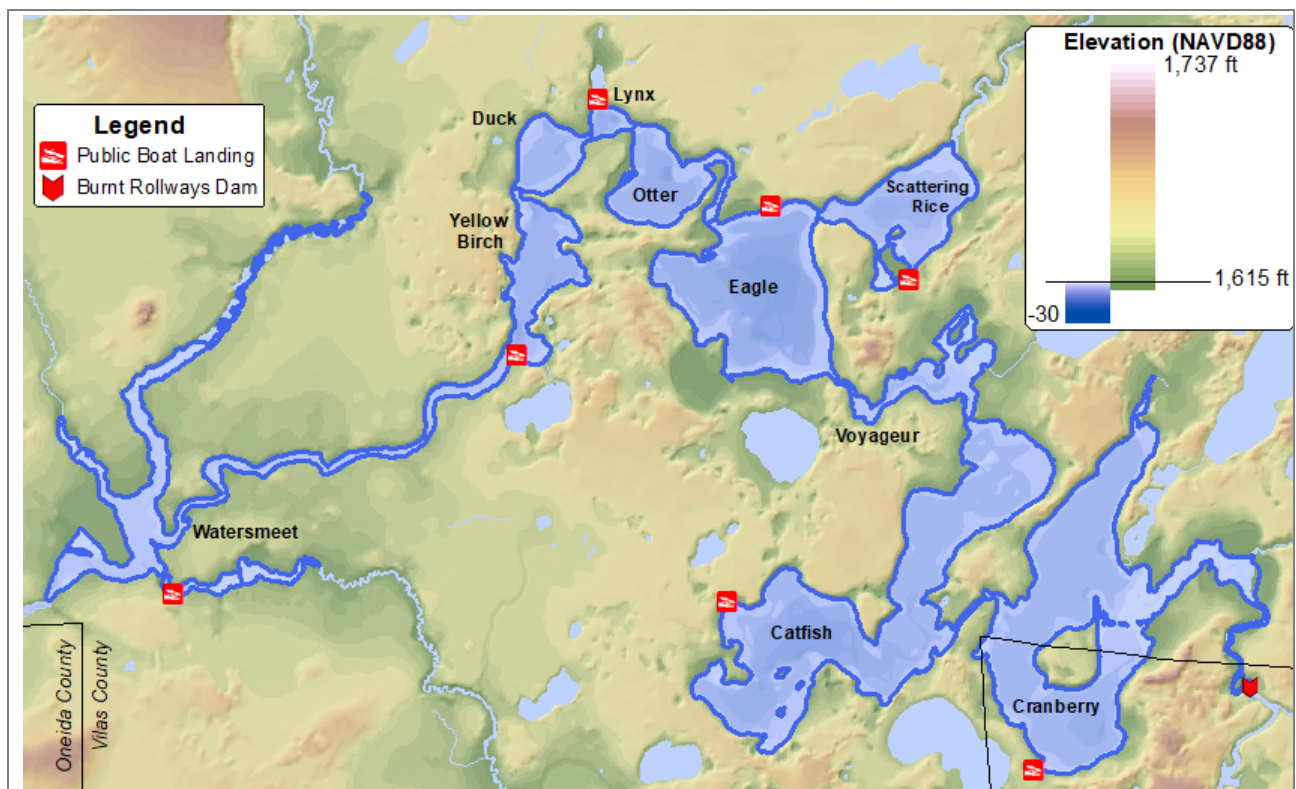 Elevation (NAVD88)
1,737 ft
1,615 ft
-30
Legend
Public Boat Landing
Burnt Rollways Dam
Lynx
Duck
Otter
Scattering
Rice
Yellow
Birch
Eagle
Voyageur
Watersmeet
Catfish
Cranberry
Oneida County
Vilas County